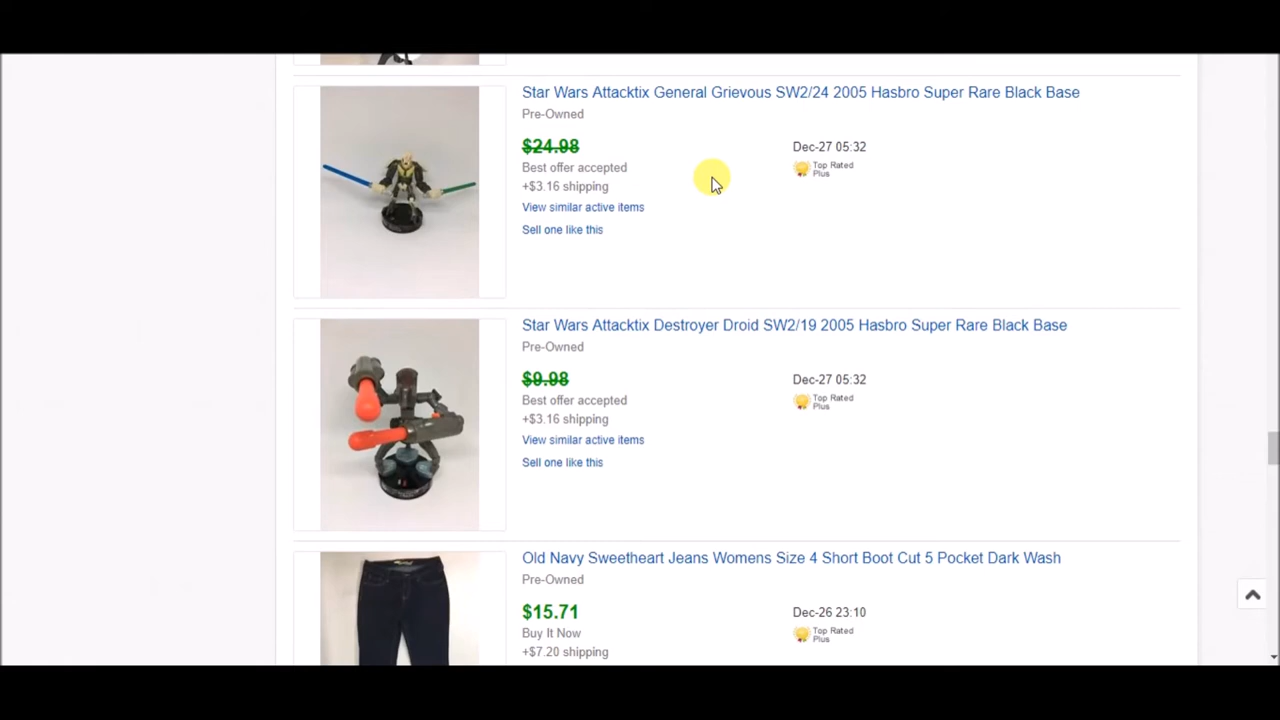 Star Wars Attacktix General Grievous SW2/24 2005 Hasbro Super Rare Black Base
Pre-Owned
$24.98
Dec-27 05:32
Best offer accepted
Top Rated
Plus
+$3.16 shipping
View similar active items
Sell one like this
Star Wars Attacktix Destroyer Droid SW2/19 2005 Hasbro Super Rare Black Base
Pre-Owned
$9.98
Dec-27 05:32
Best offer accepted
Top Rated
Plus
+$3.16 shipping
View similar active items
Sell one like this
Old Navy Sweetheart Jeans Womens Size 4 Short Boot Cut 5 Pocket Dark Wash
Pre-Owned
$15.71
Dec-26 23:10
Buy It Now
Top Rated
Plus
+$7.20 shipping